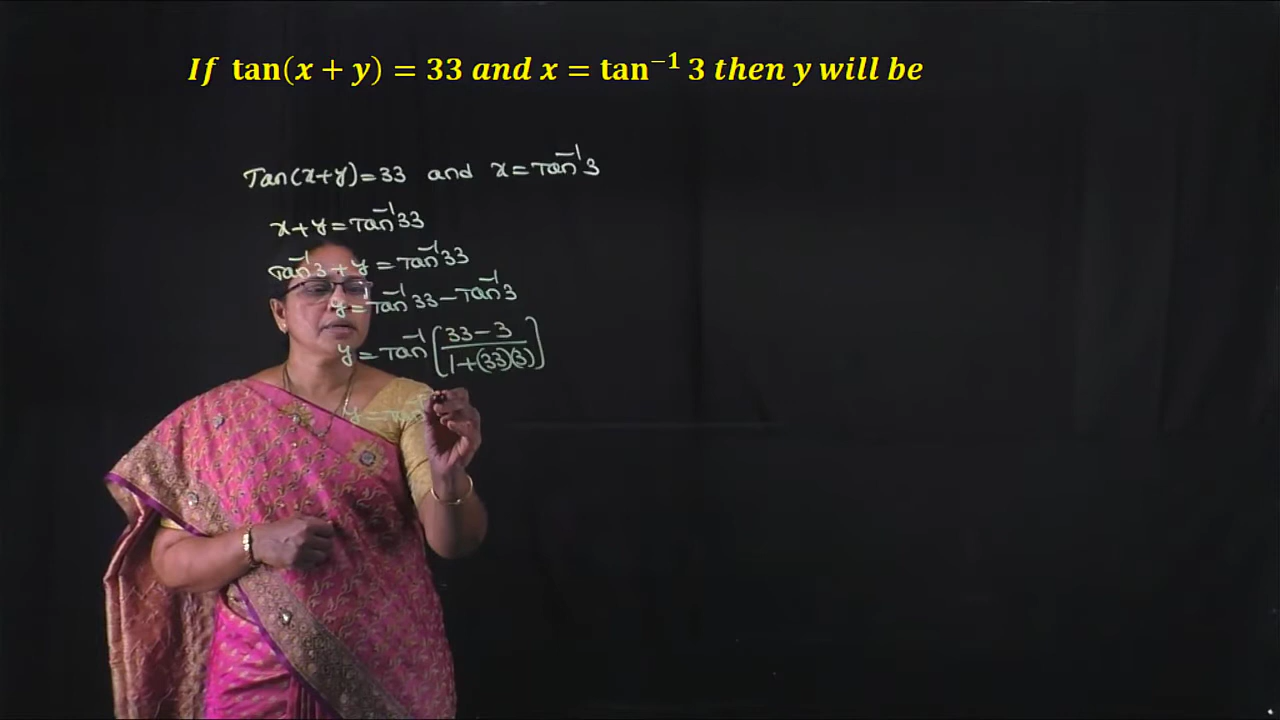 If tan(x + y) = 33 and x = tan⁻¹ 3 then y will be
Tan(x+y)=33 and x=Tan⁻¹3
x+y=Tan⁻¹33
Tan⁻¹3+y=Tan⁻¹33
y=Tan⁻¹33-Tan⁻¹3
y=Tan⁻¹[33-3/1+(33)(3)]
y=Tan